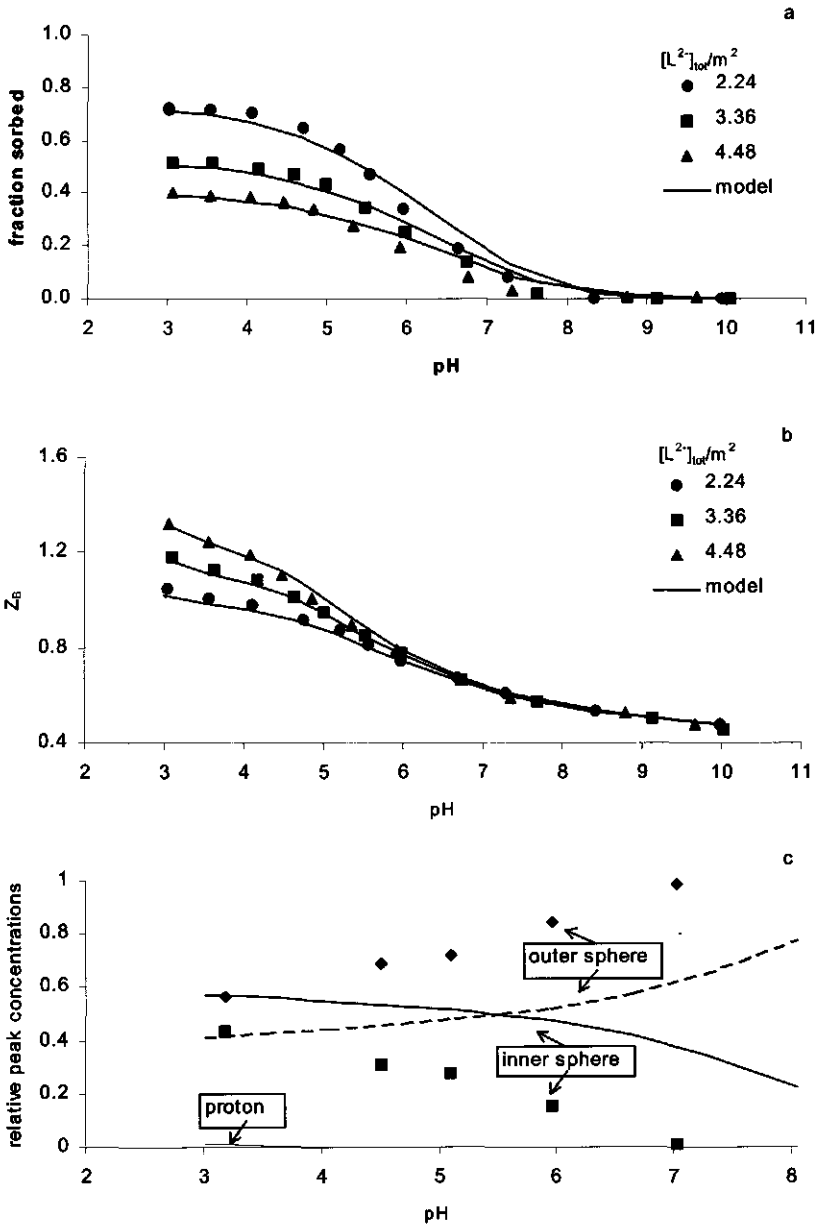 a
1.0
0.8
0.6
0.4
0.2
0.0
fraction sorbed
2 3 4 5 6 7 8 9 10 11
pH
[L²⁻]tot/m²
2.24
3.36
4.48
model
b
1.6
1.2
0.8
0.4
Z_B
2 3 4 5 6 7 8 9 10 11
pH
[L²⁻]tot/m²
2.24
3.36
4.48
model
c
1
0.8
0.6
0.4
0.2
0
relative peak concentrations
outer sphere
inner sphere
proton
2 3 4 5 6 7 8
pH